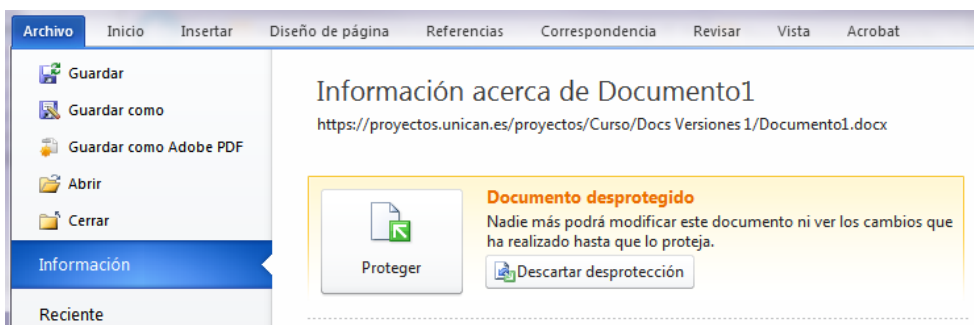 Archivo Inicio Insertar Diseño de página Referencias Correspondencia Revisar Vista Acrobat
Guardar
Guardar como
Guardar como Adobe PDF
Abrir
Cerrar
Información
Reciente
Información acerca de Documento1
https://proyectos.unican.es/proyectos/Curso/Docs Versiones 1/Documento1.docx
Proteger
Documento desprotegido
Nadie más podrá modificar este documento ni ver los cambios que
ha realizado hasta que lo proteja.
Descartar desprotección